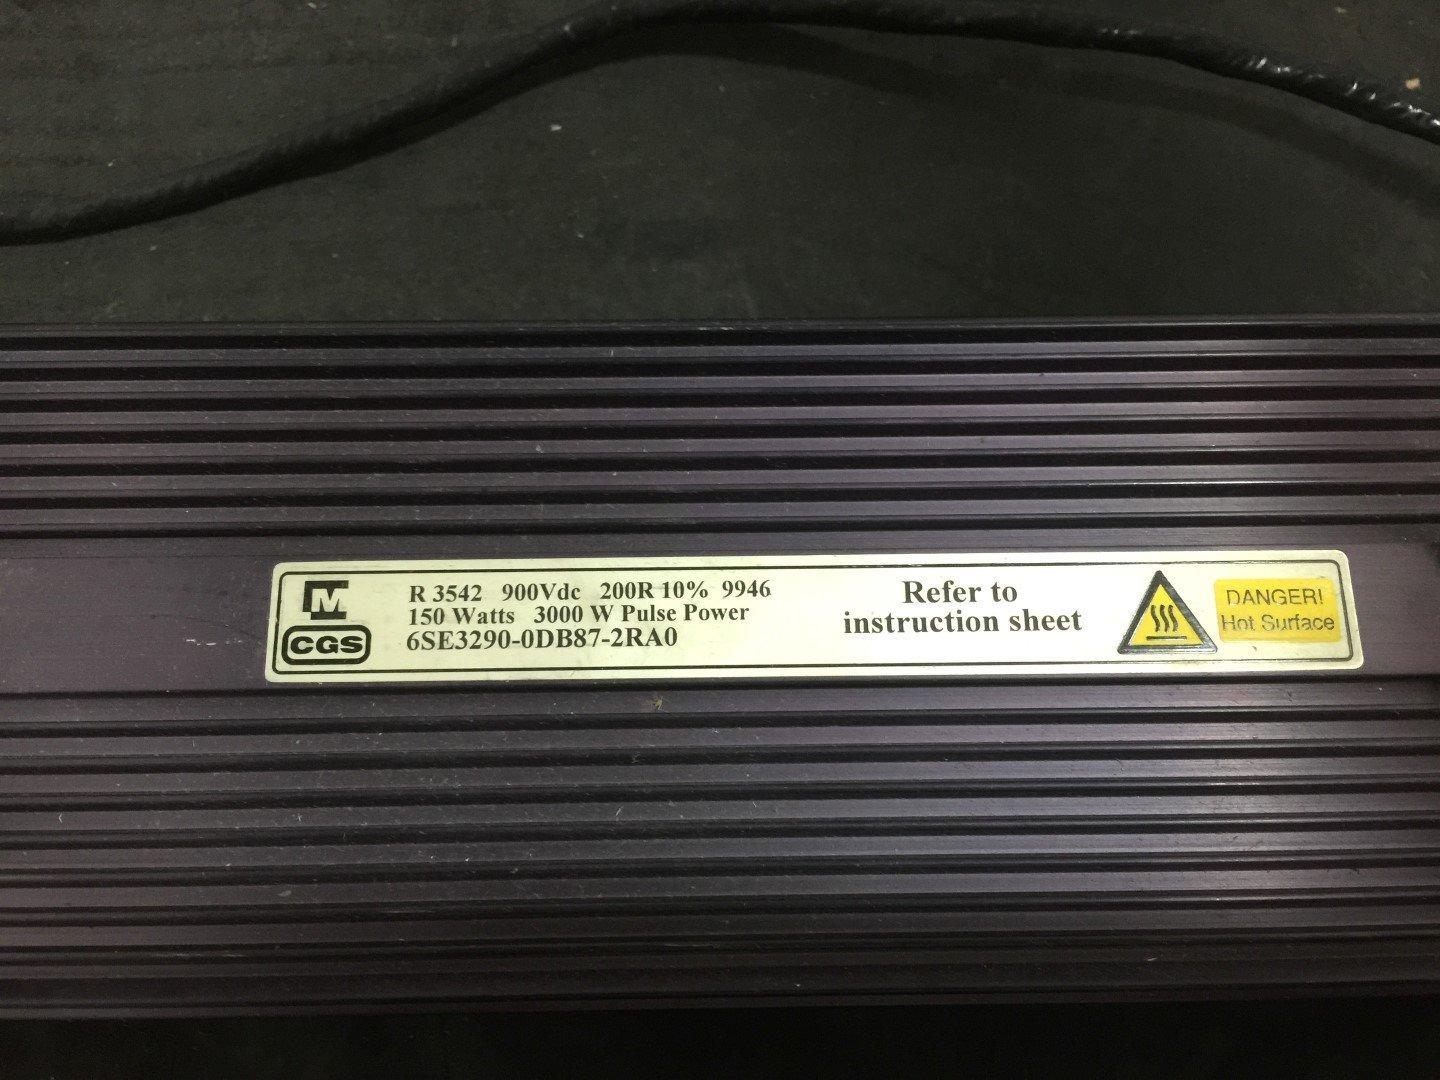 M
CGS
R 3542 900Vdc 200R 10% 9946
150 Watts 3000 W Pulse Power
6SE3290-0DB87-2RA0
Refer to
instruction sheet
DANGER!
Hot Surface